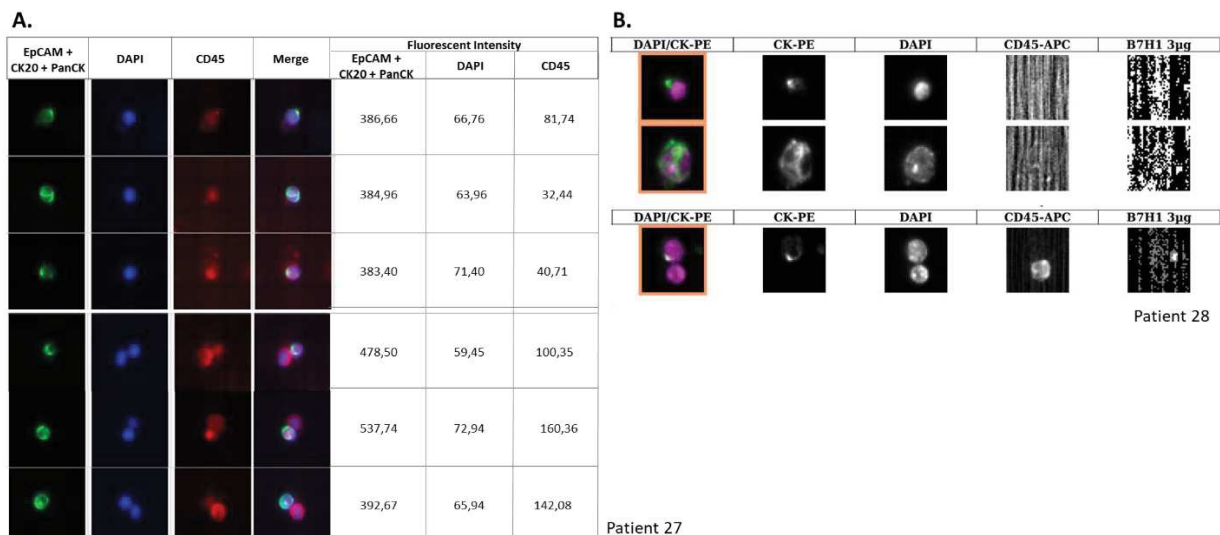 A.
EpCAM +
CK20 + PanCK
DAPI
CD45
Merge
Fluorescent Intensity
EpCAM +
CK20 + PanCK
DAPI
CD45
386,66 66,76 81,74
384,96 63,96 32,44
383,40 71,40 40,71
478,50 59,45 100,35
537,74 72,94 160,36
392,67 65,94 142,08
Patient 27
B.
DAPI/CK-PE CK-PE DAPI CD45-APC B7H1 3µg
DAPI/CK-PE CK-PE DAPI CD45-APC B7H1 3µg
Patient 28